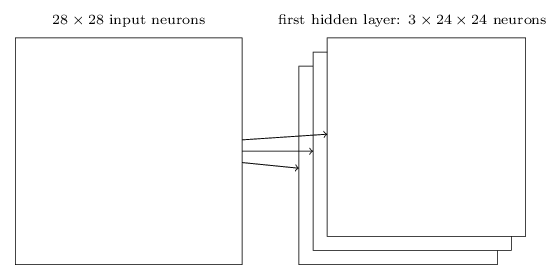 28 × 28 input neurons
first hidden layer: 3 × 24 × 24 neurons